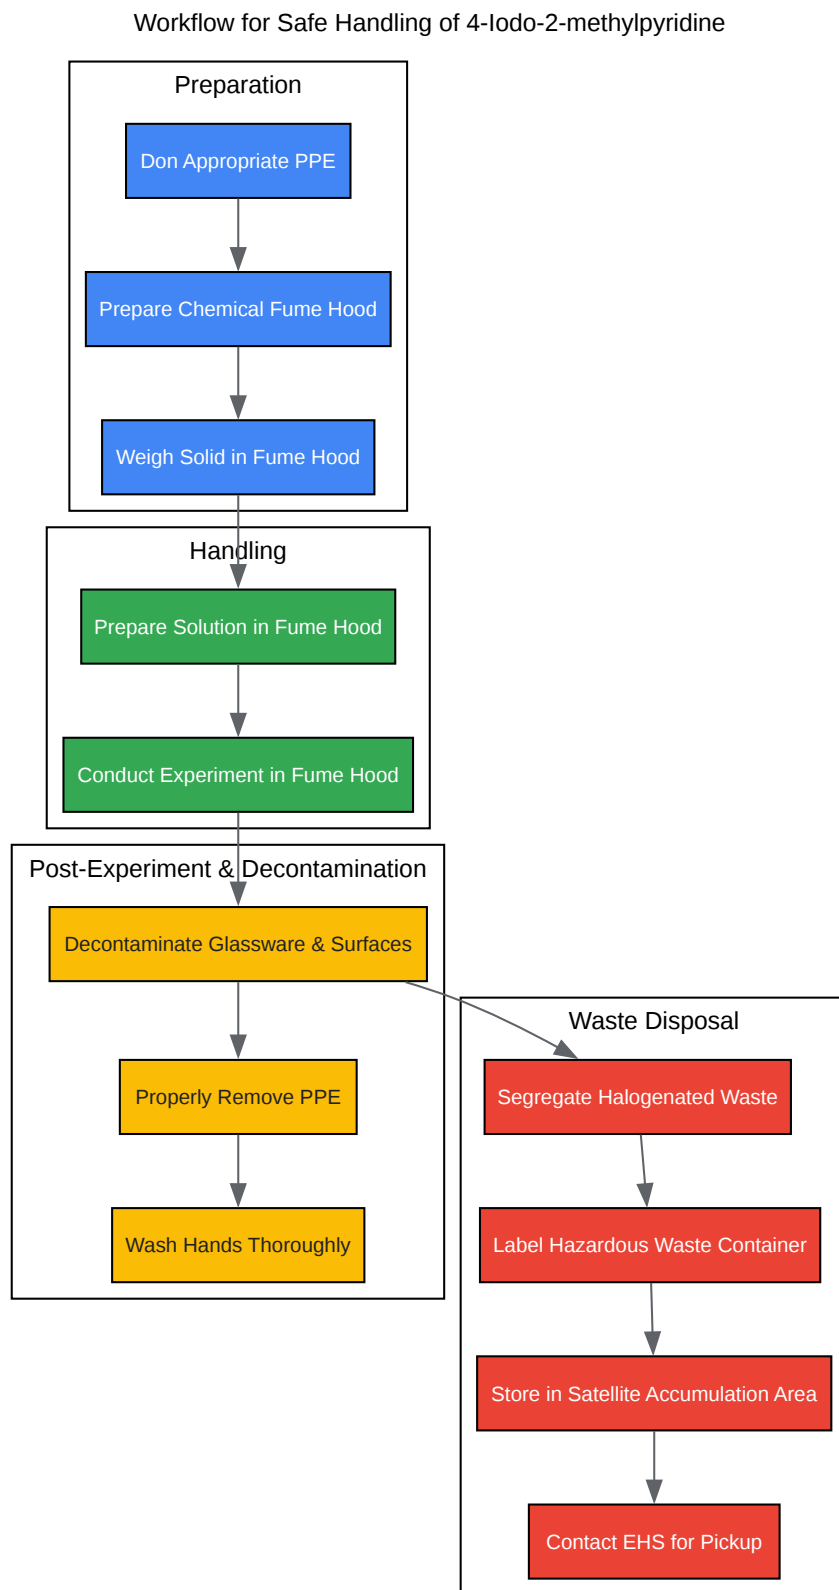 Workflow for Safe Handling of 4-Iodo-2-methylpyridine
Preparation
Don Appropriate PPE
Prepare Chemical Fume Hood
Weigh Solid in Fume Hood
Handling
Prepare Solution in Fume Hood
Conduct Experiment in Fume Hood
Post-Experiment & Decontamination
Decontaminate Glassware & Surfaces
Properly Remove PPE
Wash Hands Thoroughly
Waste Disposal
Segregate Halogenated Waste
Label Hazardous Waste Container
Store in Satellite Accumulation Area
Contact EHS for Pickup